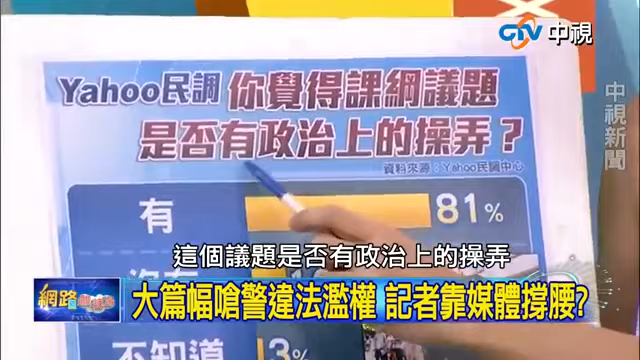 CTV 中視
中視新聞
Yahoo民調 你覺得課綱議題
是否有政治上的操弄？
資料來源：Yahoo民調中心
有 81%
沒有 1
不知道 3%
這個議題是否有政治上的操弄
網路
大篇幅嗆警違法濫權 記者靠媒體撐腰?